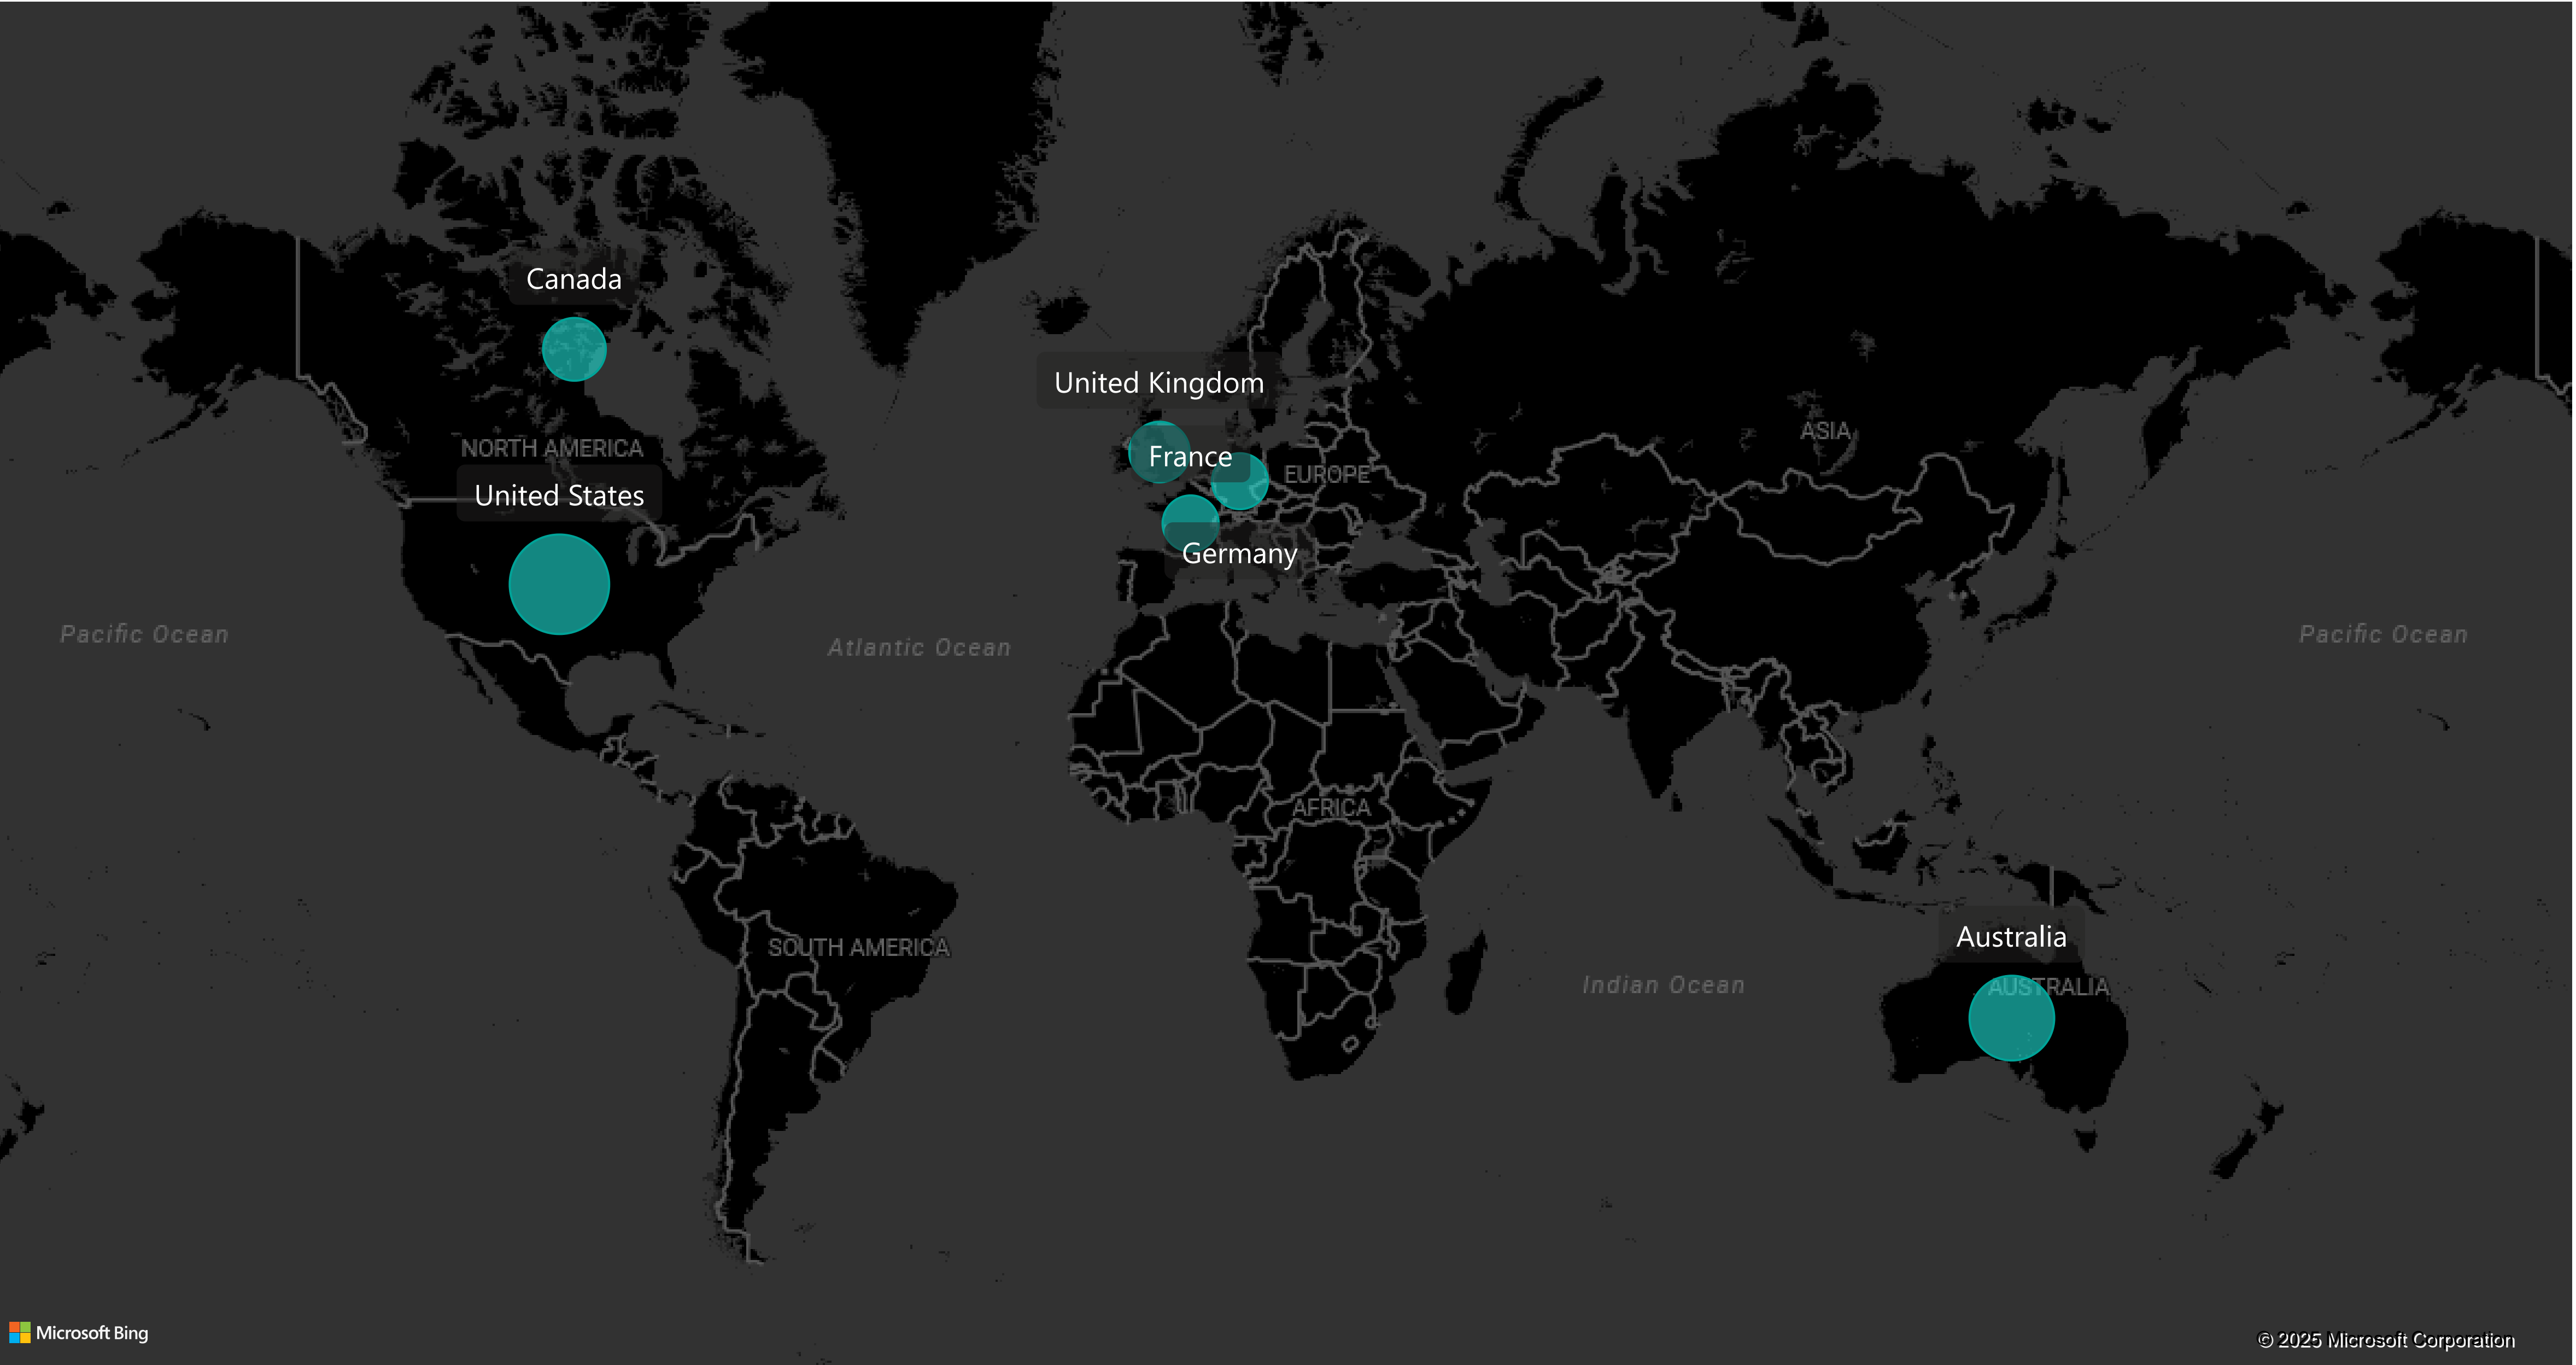 Canada
United Kingdom
NORTH AMERICA
ASIA
France
EUROPE
United States
Germany
Pacific Ocean
Atlantic Ocean
Pacific Ocean
AFRICA
SOUTH AMERICA
Australia
Indian Ocean
AUSTRALIA
Microsoft Bing
© 2025 Microsoft Corporation